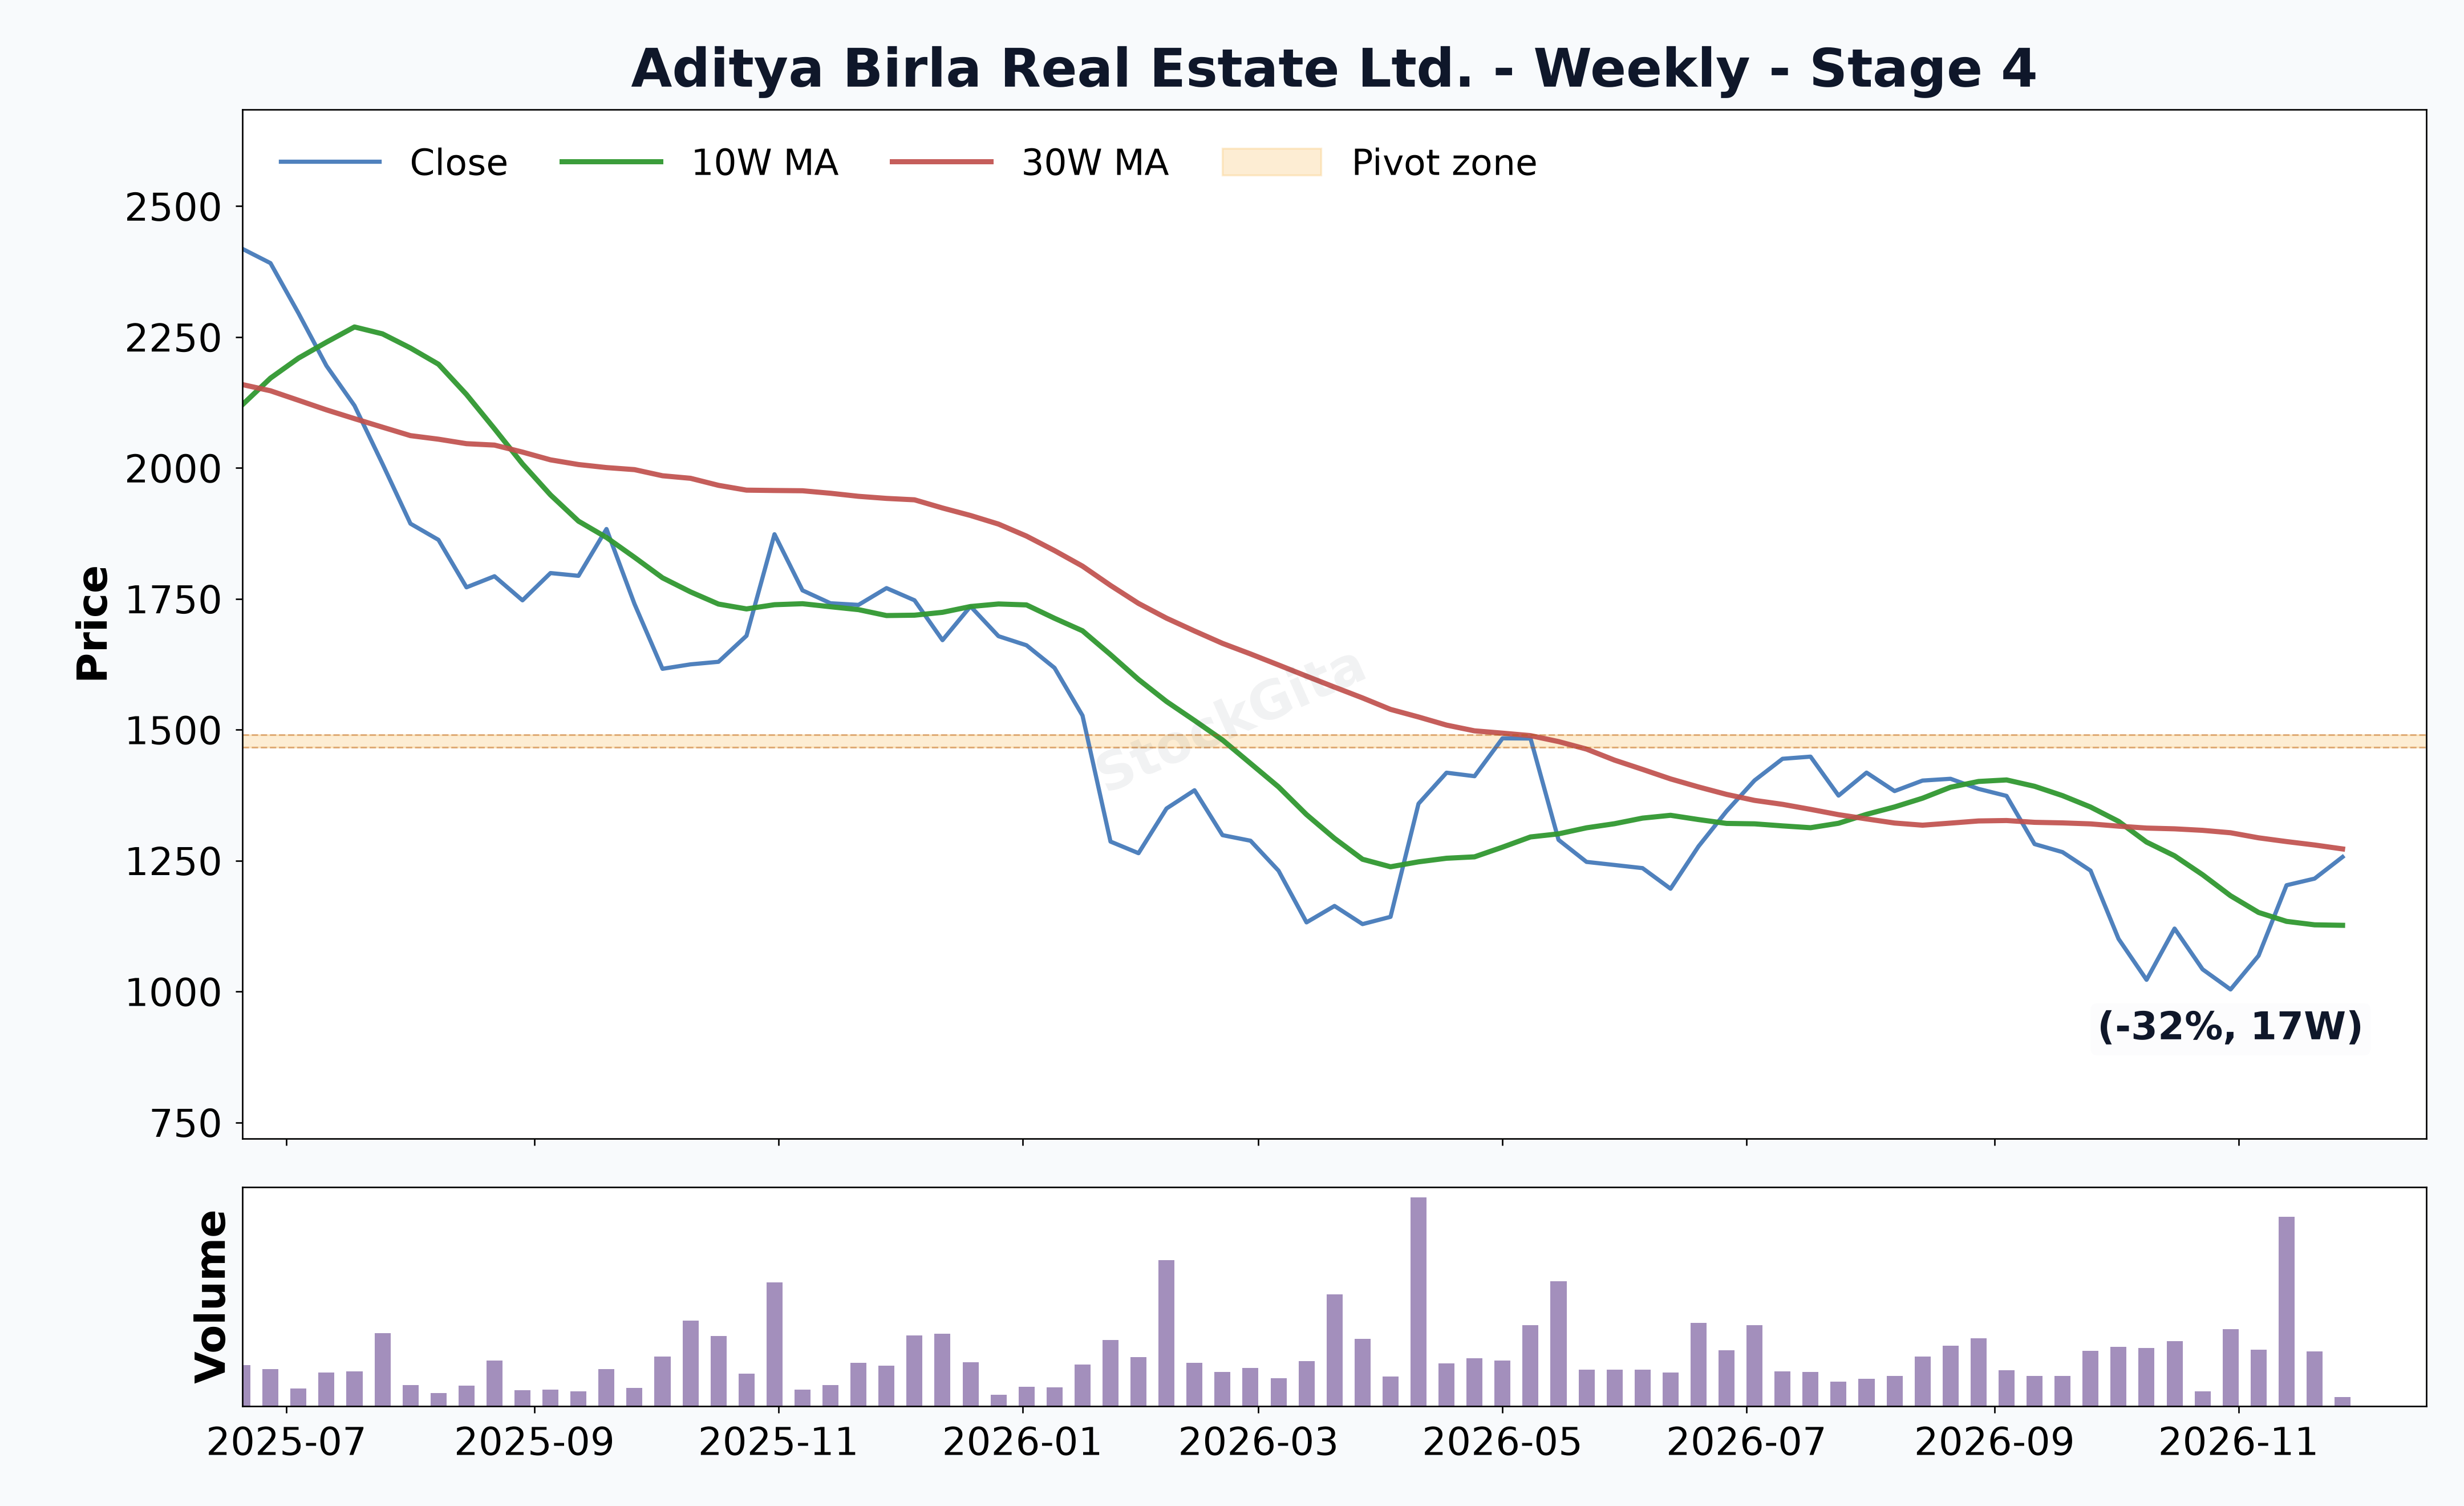 Aditya Birla Real Estate Ltd. - Weekly - Stage 4
Close 10W MA 30W MA Pivot zone
Price
2500
2250
2000
1750
1500
1250
1000
750
StockGita
(-32%, 17W)
Volume
2025-07 2025-09 2025-11 2026-01 2026-03 2026-05 2026-07 2026-09 2026-11